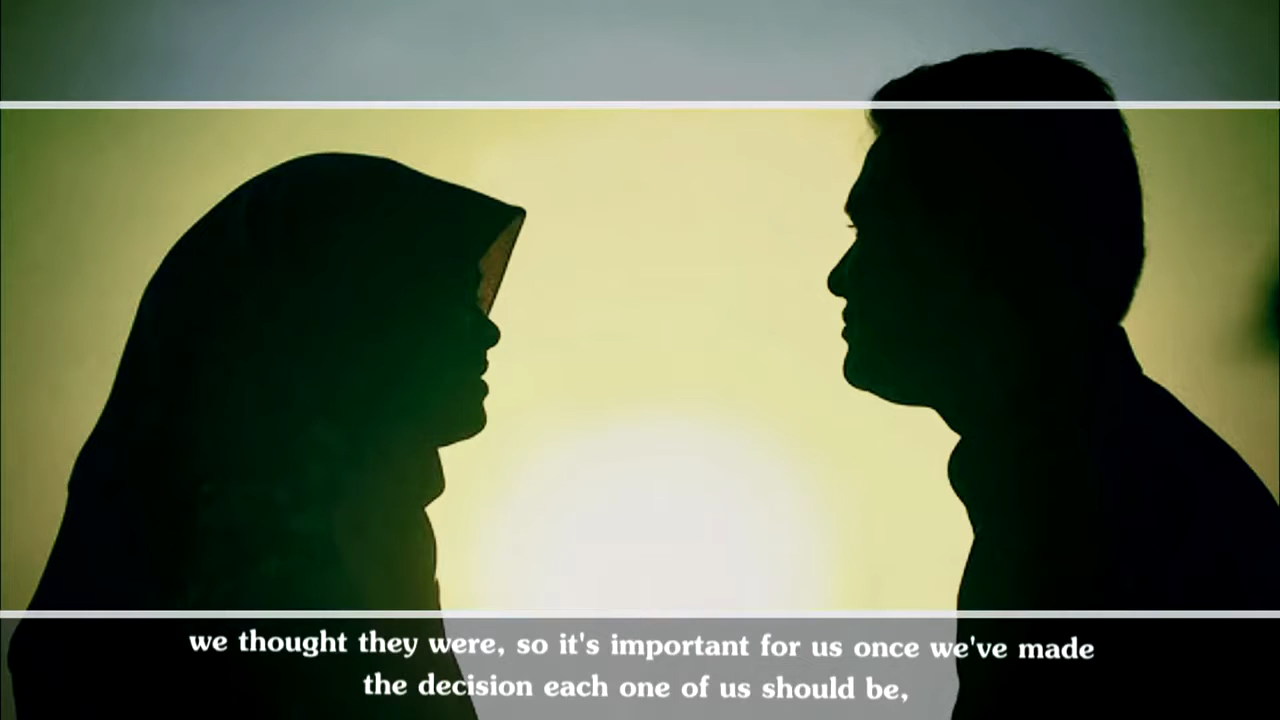 we thought they were, so it's important for us once we've made
the decision each one of us should be,